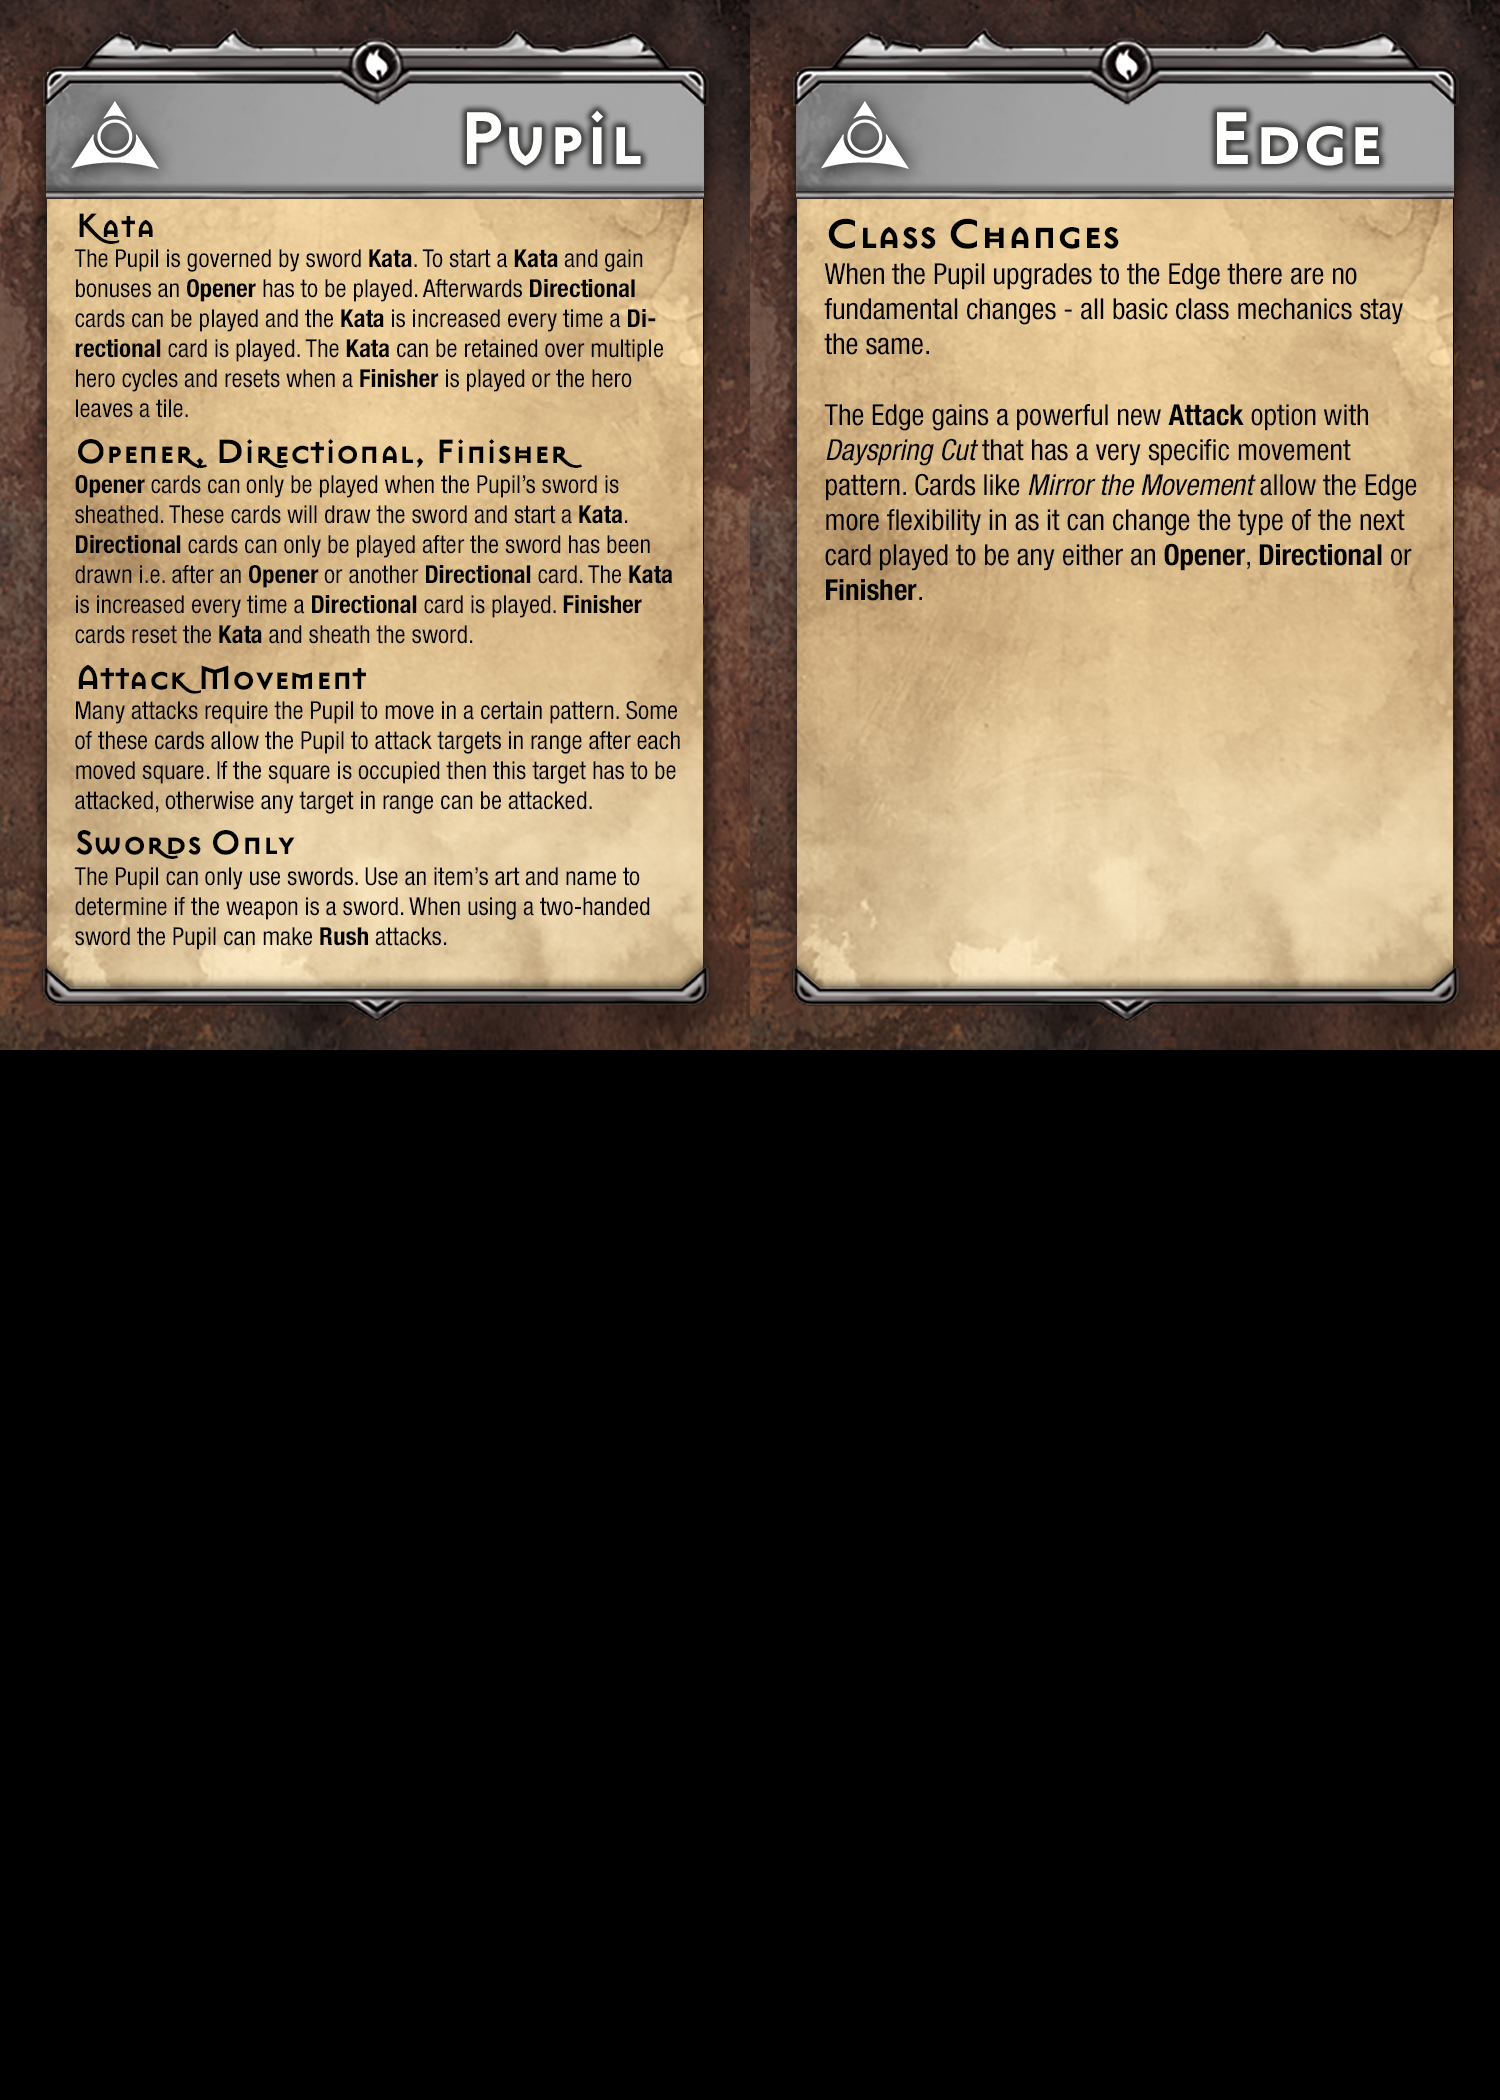 Pupil
Kata
The Pupil is governed by sword Kata. To start a Kata and gain
bonuses an Opener has to be played. Afterwards Directional
cards can be played and the Kata is increased every time a Di-
rectional card is played. The Kata can be retained over multiple
hero cycles and resets when a Finisher is played or the hero
leaves a tile.
Opener, Directional, Finisher
Opener cards can only be played when the Pupil's sword is
sheathed. These cards will draw the sword and start a Kata.
Directional cards can only be played after the sword has been
drawn i.e. after an Opener or another Directional card. The Kata
is increased every time a Directional card is played. Finisher
cards reset the Kata and sheath the sword.
Attack Movement
Many attacks require the Pupil to move in a certain pattern. Some
of these cards allow the Pupil to attack targets in range after each
moved square. If the square is occupied then this target has to be
attacked, otherwise any target in range can be attacked.
Swords Only
The Pupil can only use swords. Use an item's art and name to
determine if the weapon is a sword. When using a two-handed
sword the Pupil can make Rush attacks.
Edge
Class Changes
When the Pupil upgrades to the Edge there are no
fundamental changes - all basic class mechanics stay
the same.
The Edge gains a powerful new Attack option with
Dayspring Cut that has a very specific movement
pattern. Cards like Mirror the Movement allow the Edge
more flexibility in as it can change the type of the next
card played to be any either an Opener, Directional or
Finisher.